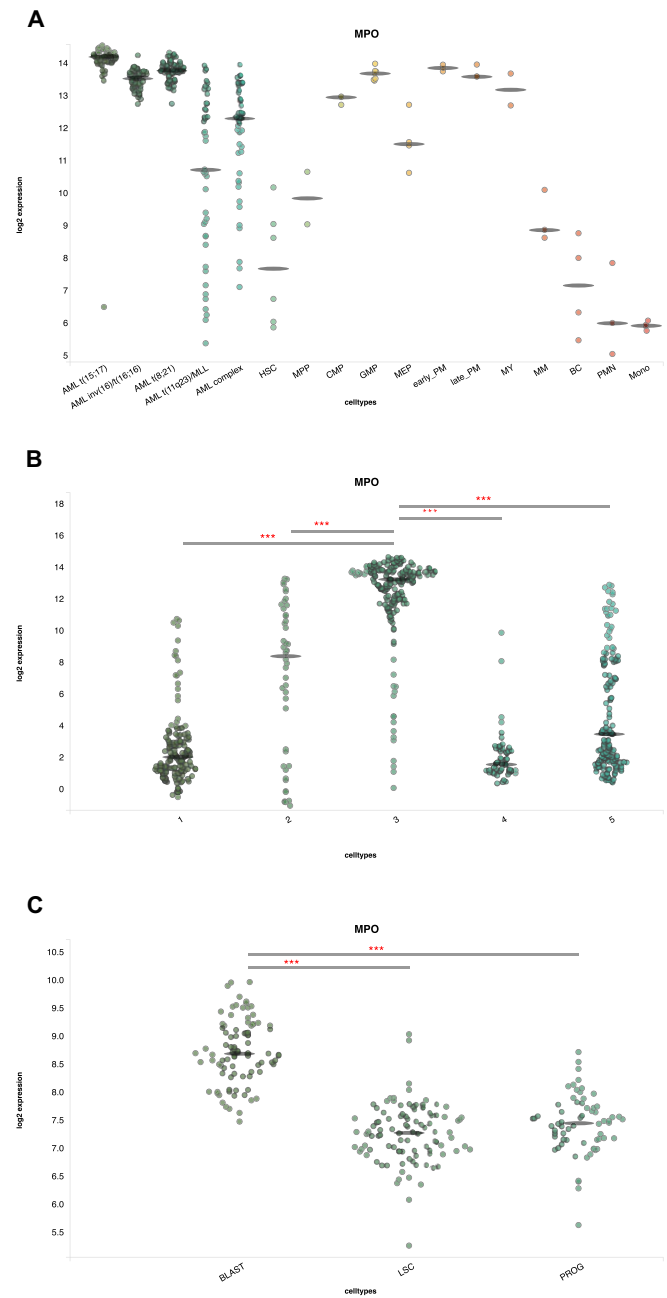 A
MPO
14
13
12
11
10
9
8
7
6
5
log2 expression
AML t(15;17)
AML inv(16)/t(16;16)
AML t(8;21)
AML t(11q23)/MLL
AML complex
HSC
MPP
CMP
GMP
MEP
early_PM
late_PM
MY
MM
BC
PMN
Mono
celltypes
B
MPO
18
16
14
12
10
8
6
4
2
0
log2 expression
***
***
***
***
1
2
3
4
5
celltypes
C
MPO
10.5
10.0
9.5
9.0
8.5
8.0
7.5
7.0
6.5
6.0
5.5
log2 expression
***
***
BLAST
LSC
PROG
celltypes